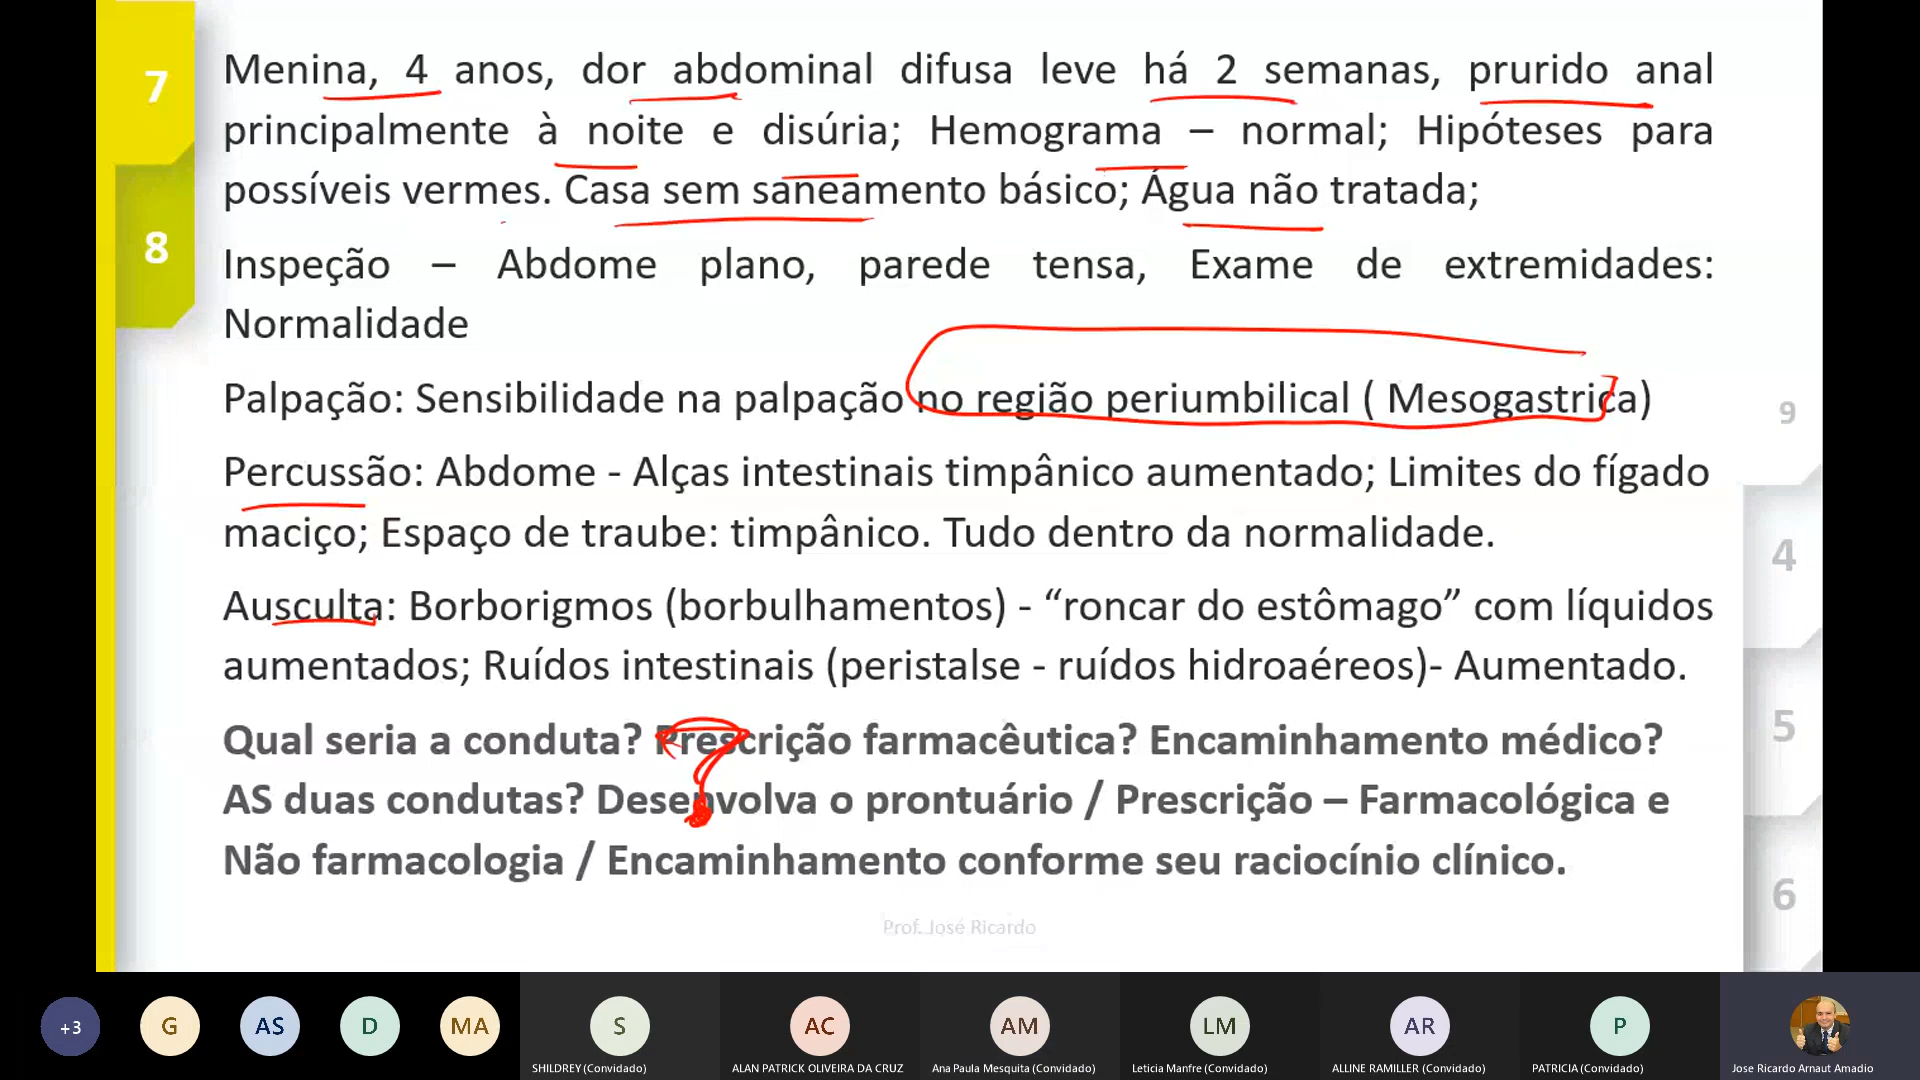 7
Menina, 4 anos, dor abdominal difusa leve há 2 semanas, prurido anal
principalmente à noite e disúria; Hemograma – normal; Hipóteses para
possíveis vermes. Casa sem saneamento básico; Água não tratada;
8
Inspeção – Abdome plano, parede tensa, Exame de extremidades:
Normalidade
Palpação: Sensibilidade na palpação no região periumbilical ( Mesogastrica)
9
Percussão: Abdome - Alças intestinais timpânico aumentado; Limites do fígado
maciço; Espaço de traube: timpânico. Tudo dentro da normalidade.
4
Ausculta: Borborigmos (borbulhamentos) - “roncar do estômago” com líquidos
aumentados; Ruídos intestinais (peristalse - ruídos hidroaéreos)- Aumentado.
5
Qual seria a conduta? Prescrição farmacêutica? Encaminhamento médico?
AS duas condutas? Desenvolva o prontuário / Prescrição – Farmacológica e
Não farmacologia / Encaminhamento conforme seu raciocínio clínico.
6
Prof. José Ricardo
+3 G AS D MA S AC AM LM AR P
SHILDREY (Convidado) ALAN PATRICK OLIVEIRA DA CRUZ Ana Paula Mesquita (Convidado) Leticia Manfre (Convidado) ALLINE RAMILLER (Convidado) PATRICIA (Convidado) Jose Ricardo Arnaut Amadio